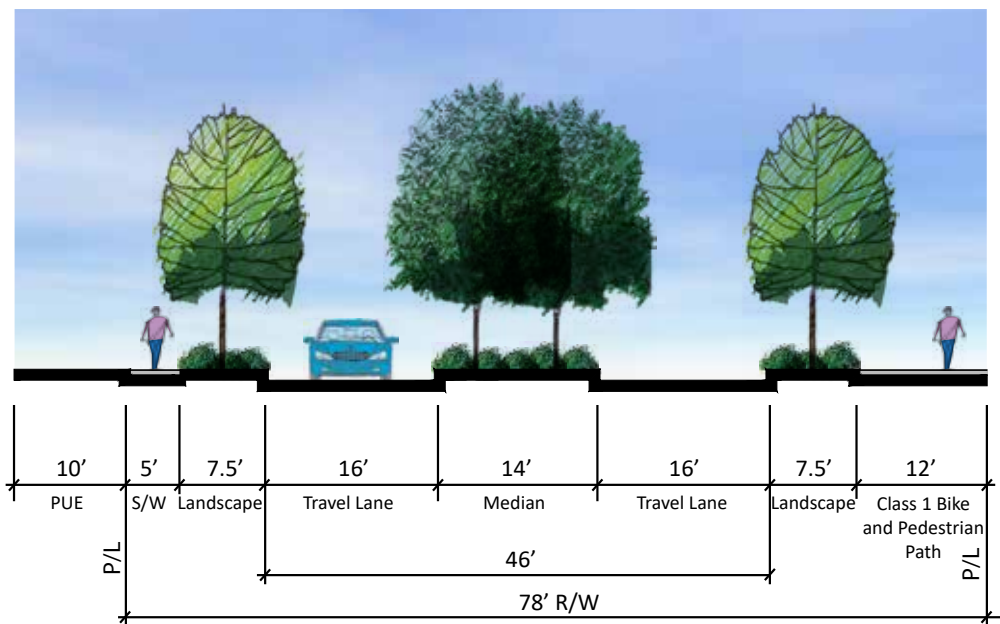 10’ 5’ 7.5’ 16’ 14’ 16’ 7.5’ 12’
PUE S/W Landscape Travel Lane Median Travel Lane Landscape Class 1 Bike
and Pedestrian
Path
P/L
P/L
46’
78’ R/W